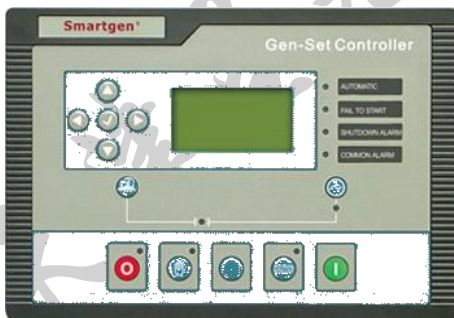 Smartgen
Gen-Set Controller
AUTOMATIC
FAIL TO START
SHUTDOWN ALARM
COMMON ALARM